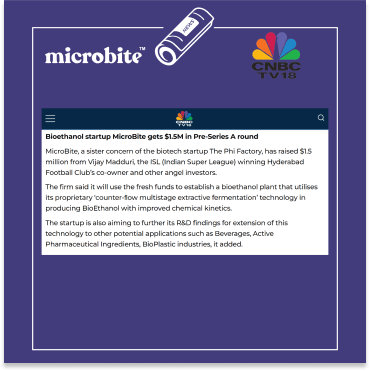 NEWS
microbite™
CNBC
TV18
CNBC
TV18
Bioethanol startup MicroBite gets $1.5M in Pre-Series A round
MicroBite, a sister concern of the biotech startup The Phi Factory, has raised $1.5
million from Vijay Madduri, the ISL (Indian Super League) winning Hyderabad
Football Club's co-owner and other angel investors.
The firm said it will use the fresh funds to establish a bioethanol plant that utilises
its proprietary 'counter-flow multistage extractive fermentation' technology in
producing BioEthanol with improved chemical kinetics.
The startup is also aiming to further its R&D findings for extension of this
technology to other potential applications such as Beverages, Active
Pharmaceutical Ingredients, BioPlastic industries, it added.